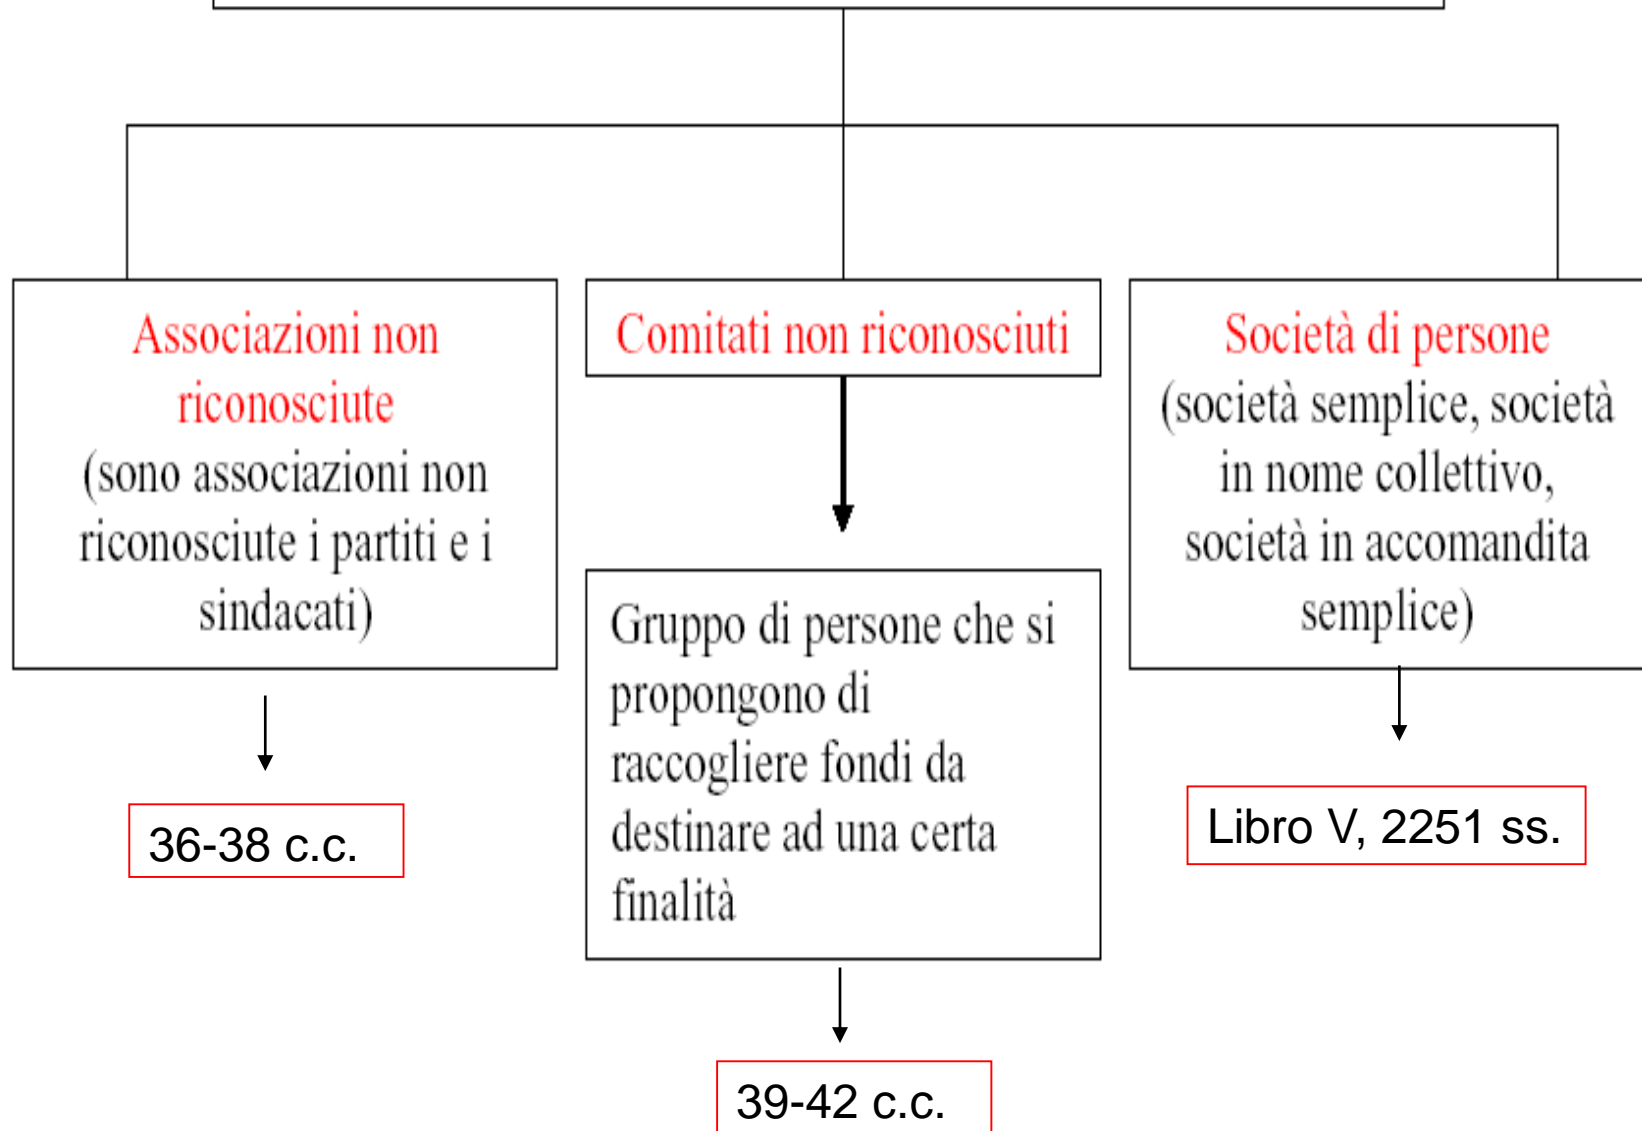 Associazioni non
riconosciute
(sono associazioni non
riconosciute i partiti e i
sindacati)
36-38 c.c.
Comitati non riconosciuti
Gruppo di persone che si
propongono di
raccogliere fondi da
destinare ad una certa
finalità
39-42 c.c.
Società di persone
(società semplice, società
in nome collettivo,
società in accomandita
semplice)
Libro V, 2251 ss.